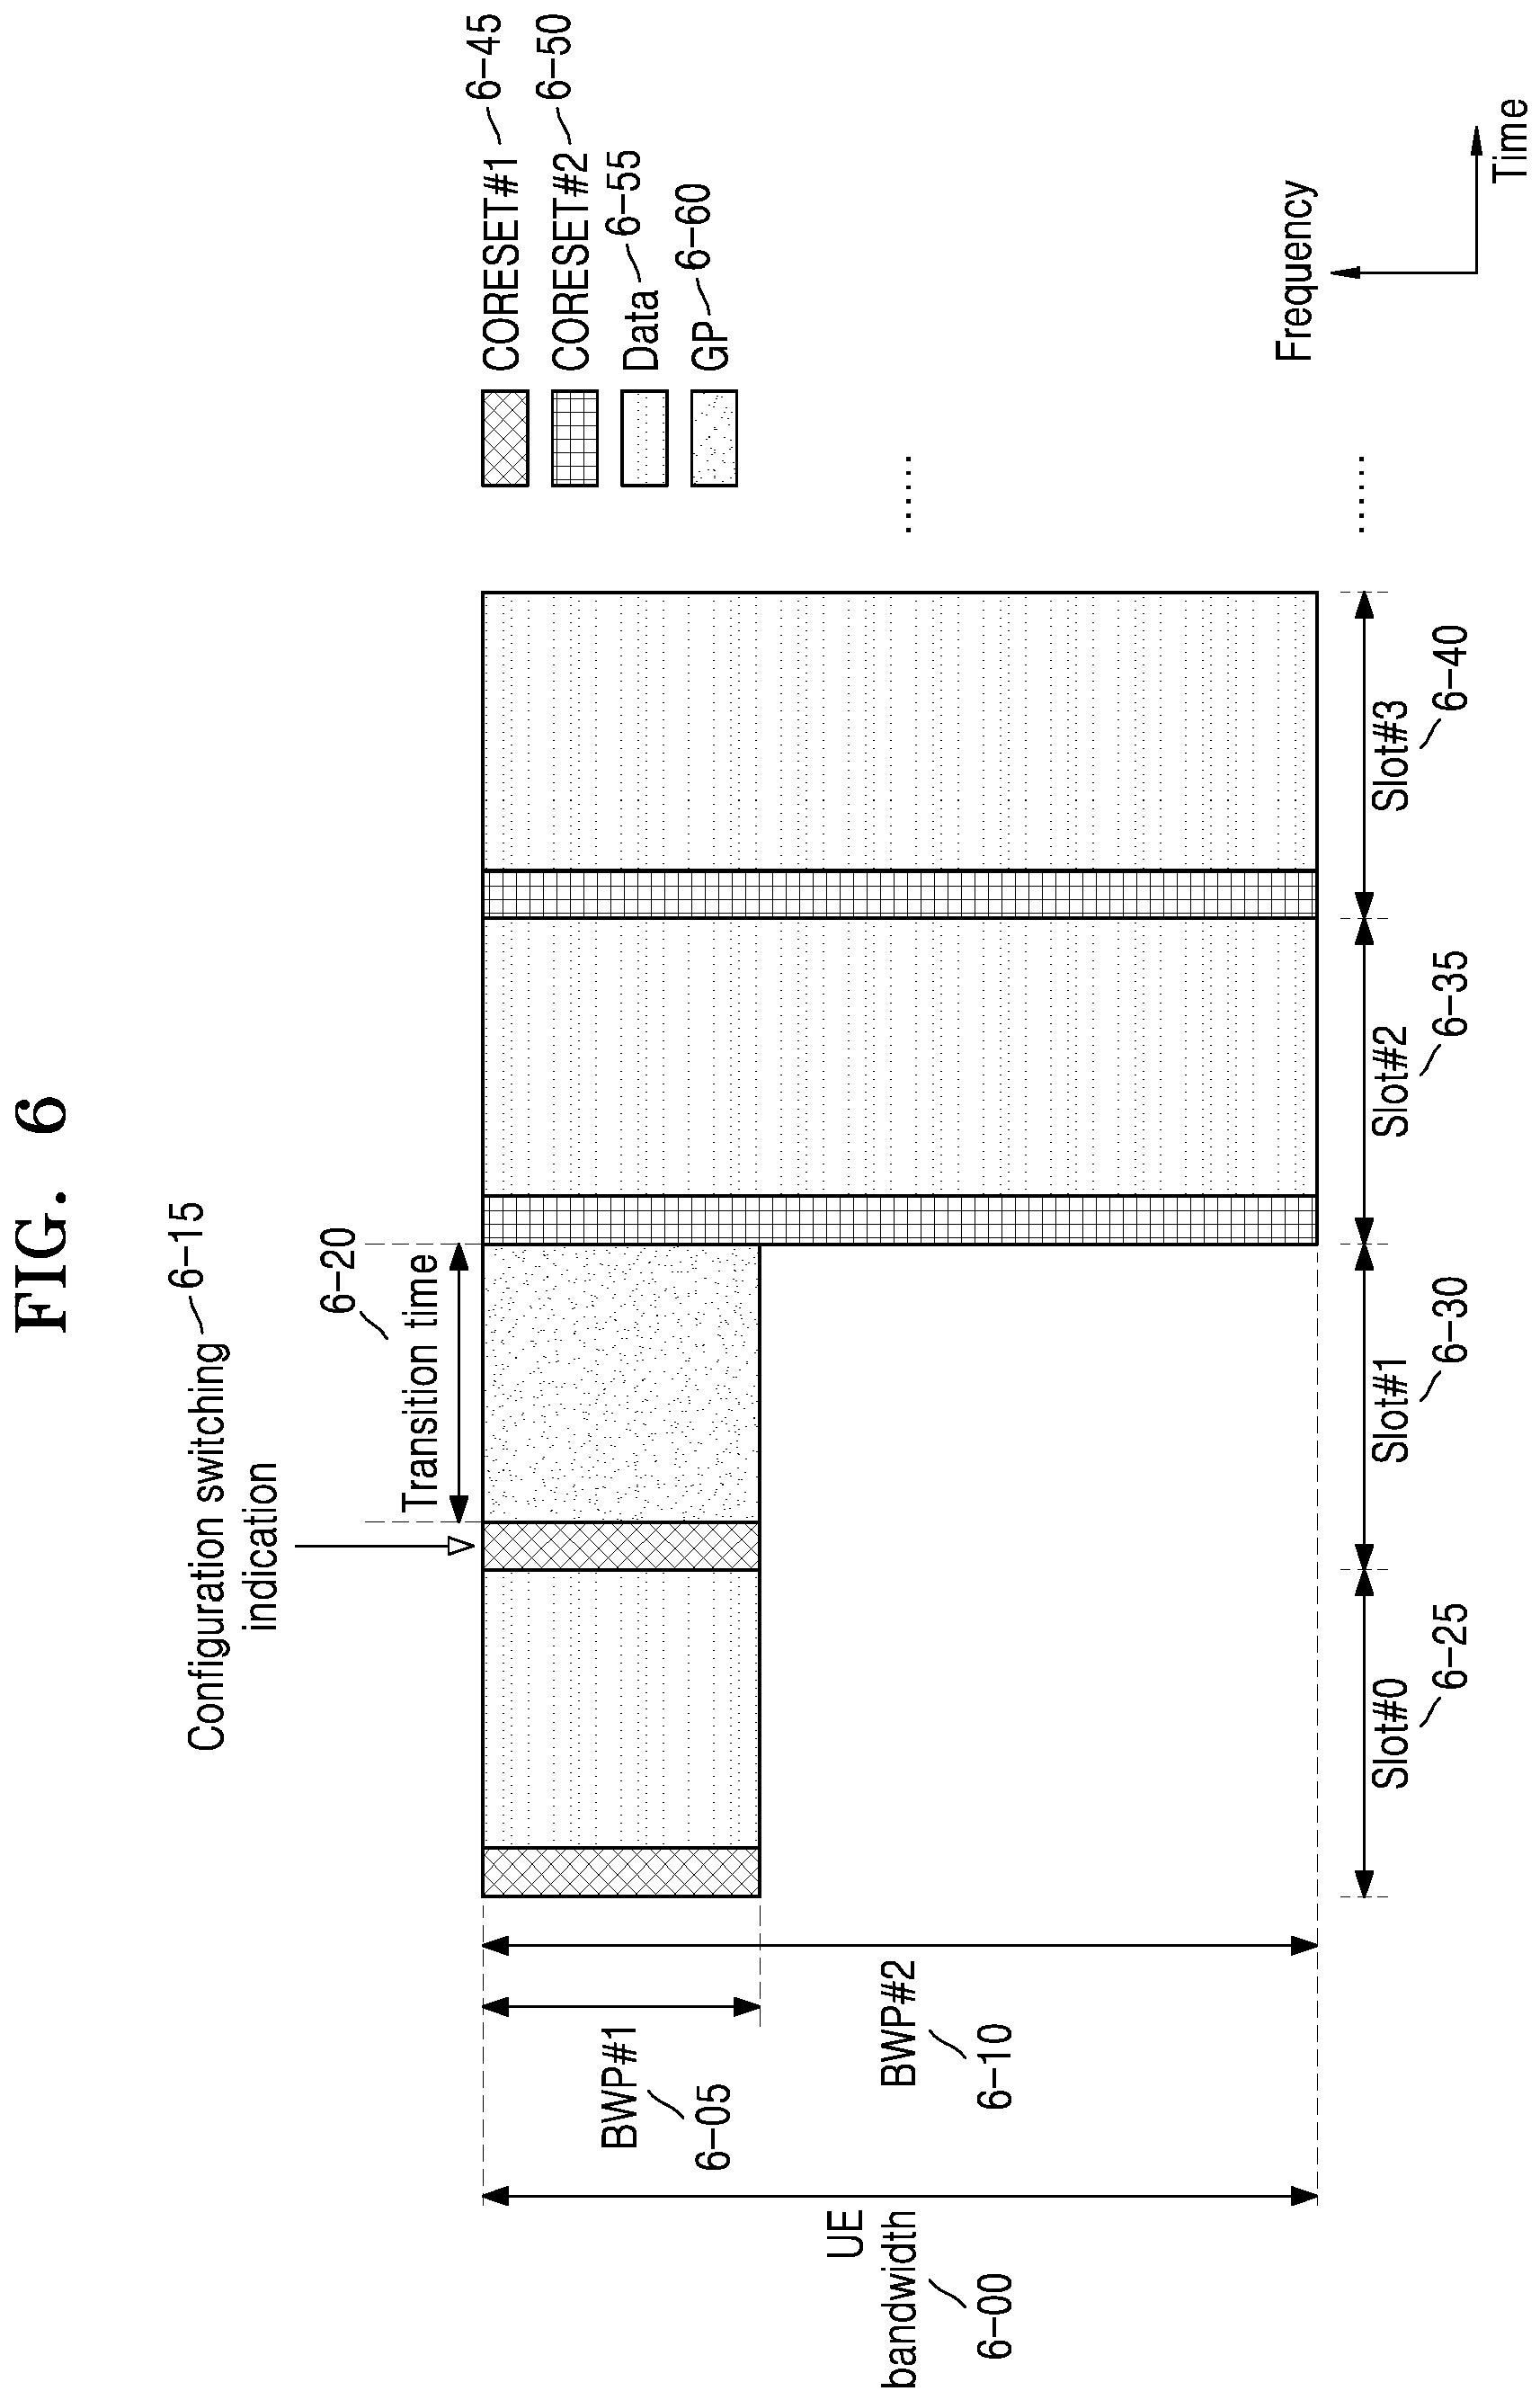 FIG. 6
Configuration switching 6-15
indication
6-20
Transition time
CORESET#1 6-45
CORESET#2 6-50
Data 6-55
GP 6-60
UE
bandwidth
6-00
BWP#1
6-05
BWP#2
6-10
......
......
Slot#0
6-25
Slot#1
6-30
Slot#2
6-35
Slot#3
6-40
Frequency
Time